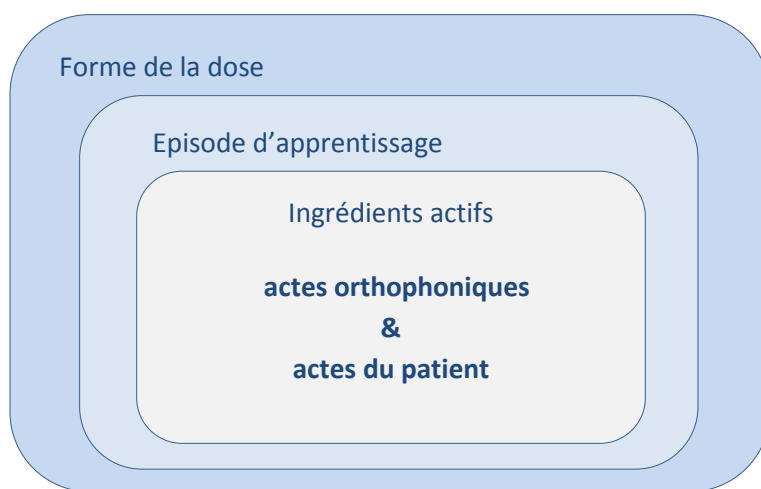 Forme de la dose
Episode d’apprentissage
Ingrédients actifs
actes orthophoniques
&
actes du patient